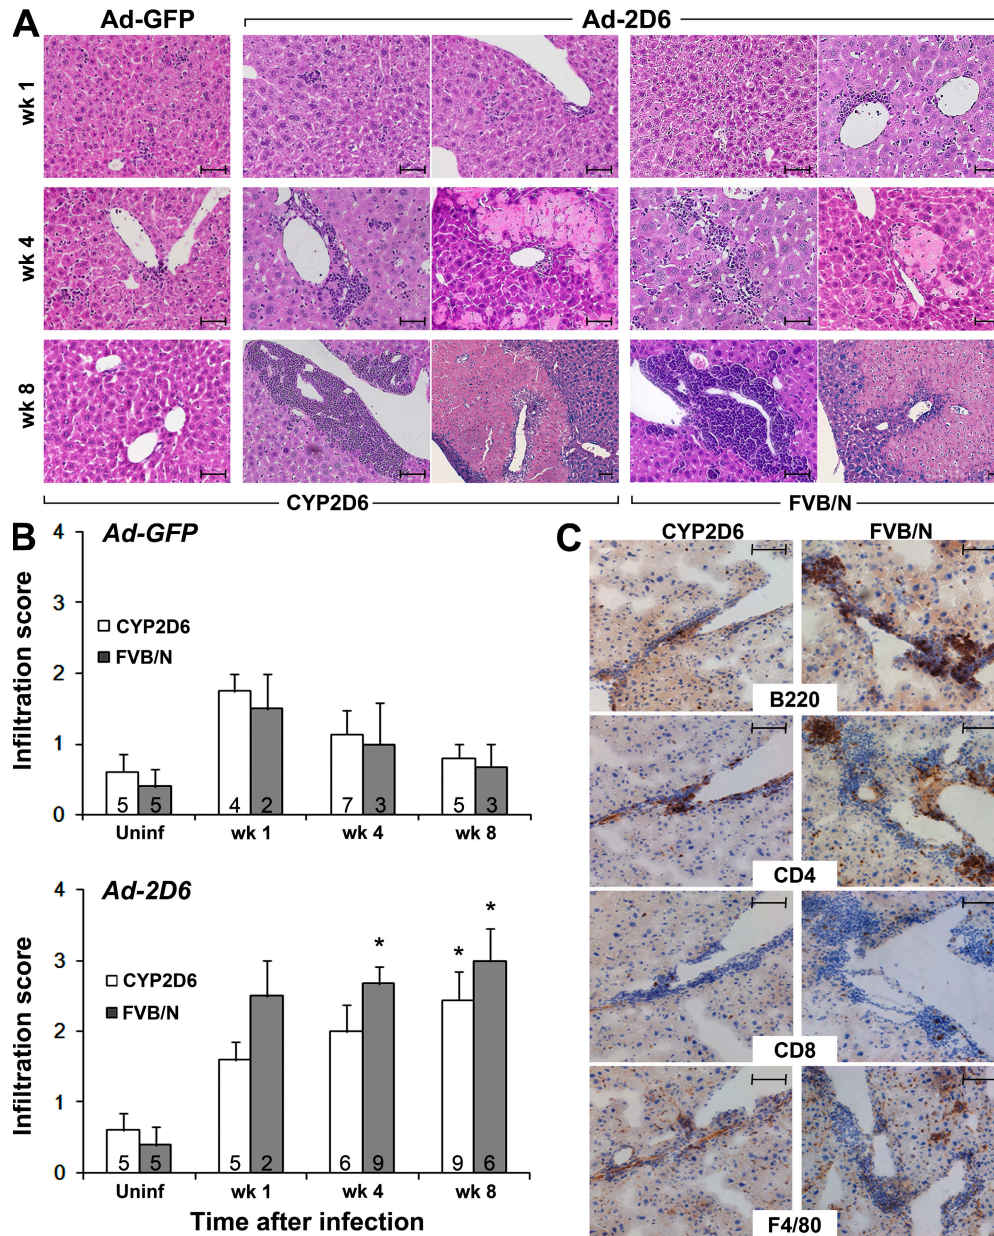 A
Ad-GFP
Ad-2D6
wk 1
wk 4
wk 8
CYP2D6
FVB/N
B
Ad-GFP
4
3
2
1
0
Infiltration score
CYP2D6
FVB/N
5 5 4 2 7 3 5 3
Uninf wk 1 wk 4 wk 8
Ad-2D6
4
3
2
1
0
Infiltration score
CYP2D6
FVB/N
* * *
5 5 5 2 6 9 9 6
Uninf wk 1 wk 4 wk 8
Time after infection
C
CYP2D6 FVB/N
B220
CD4
CD8
F4/80